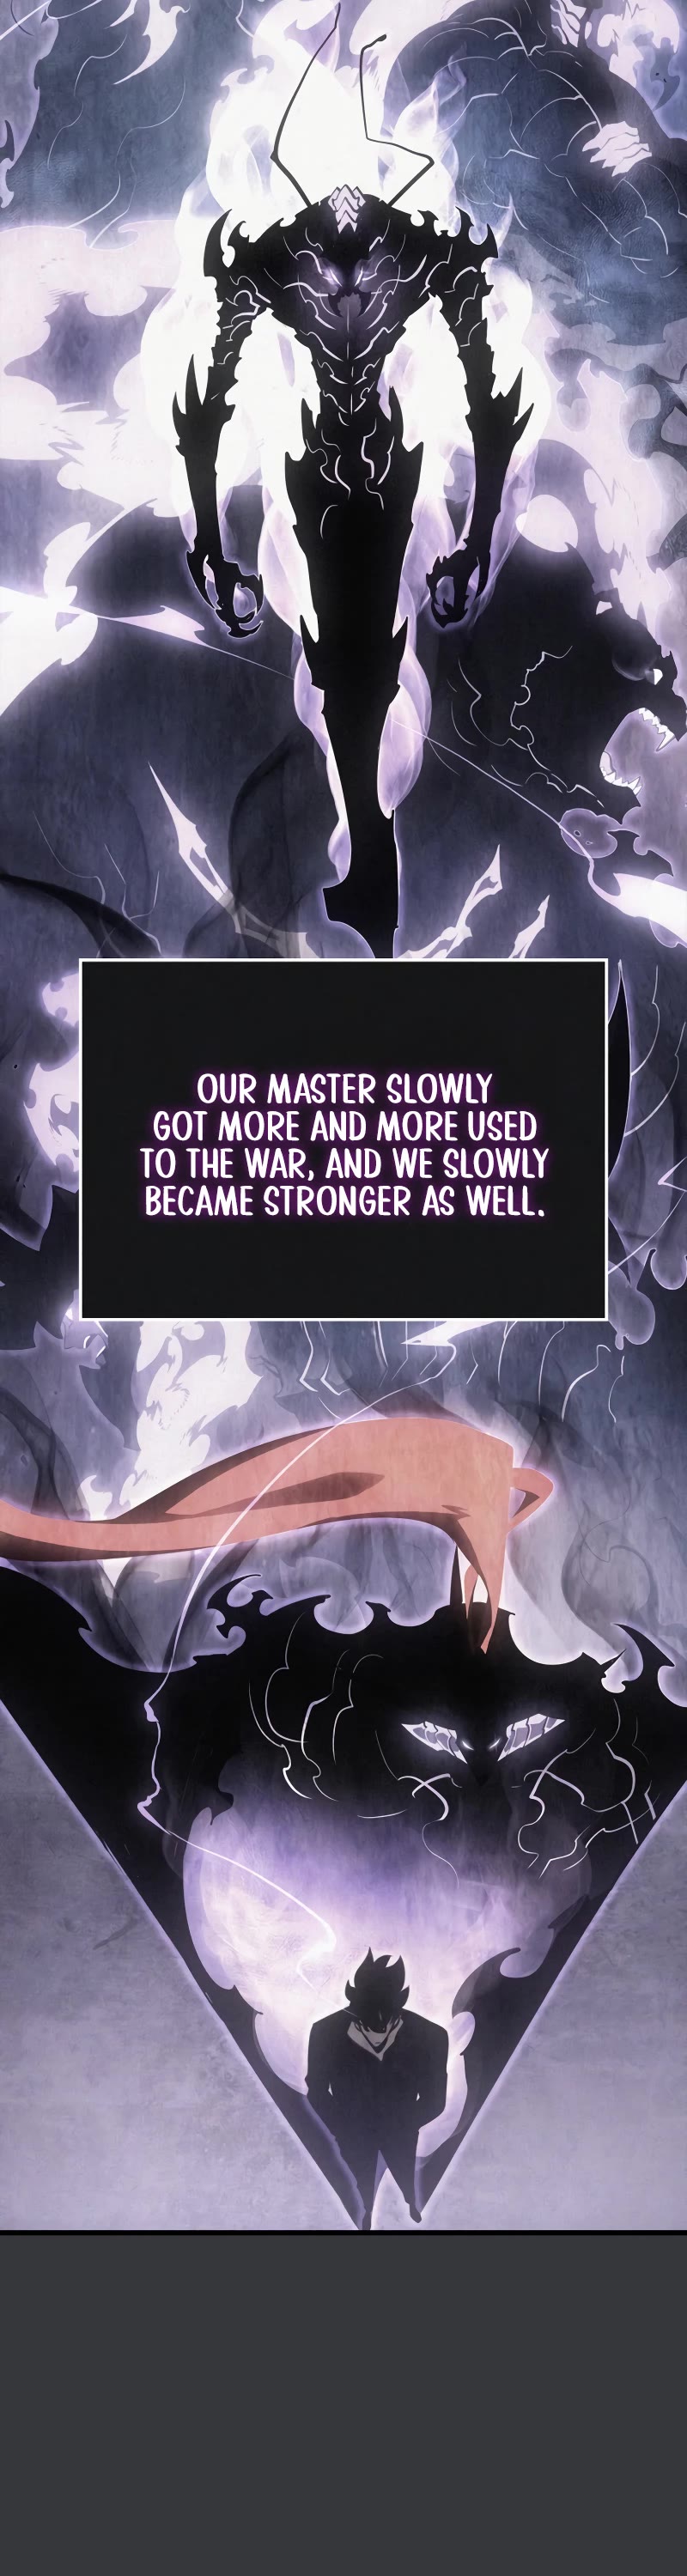 OUR MASTER SLOWLY
GOT MORE AND MORE USED
TO THE WAR, AND WE SLOWLY
BECAME STRONGER AS WELL.